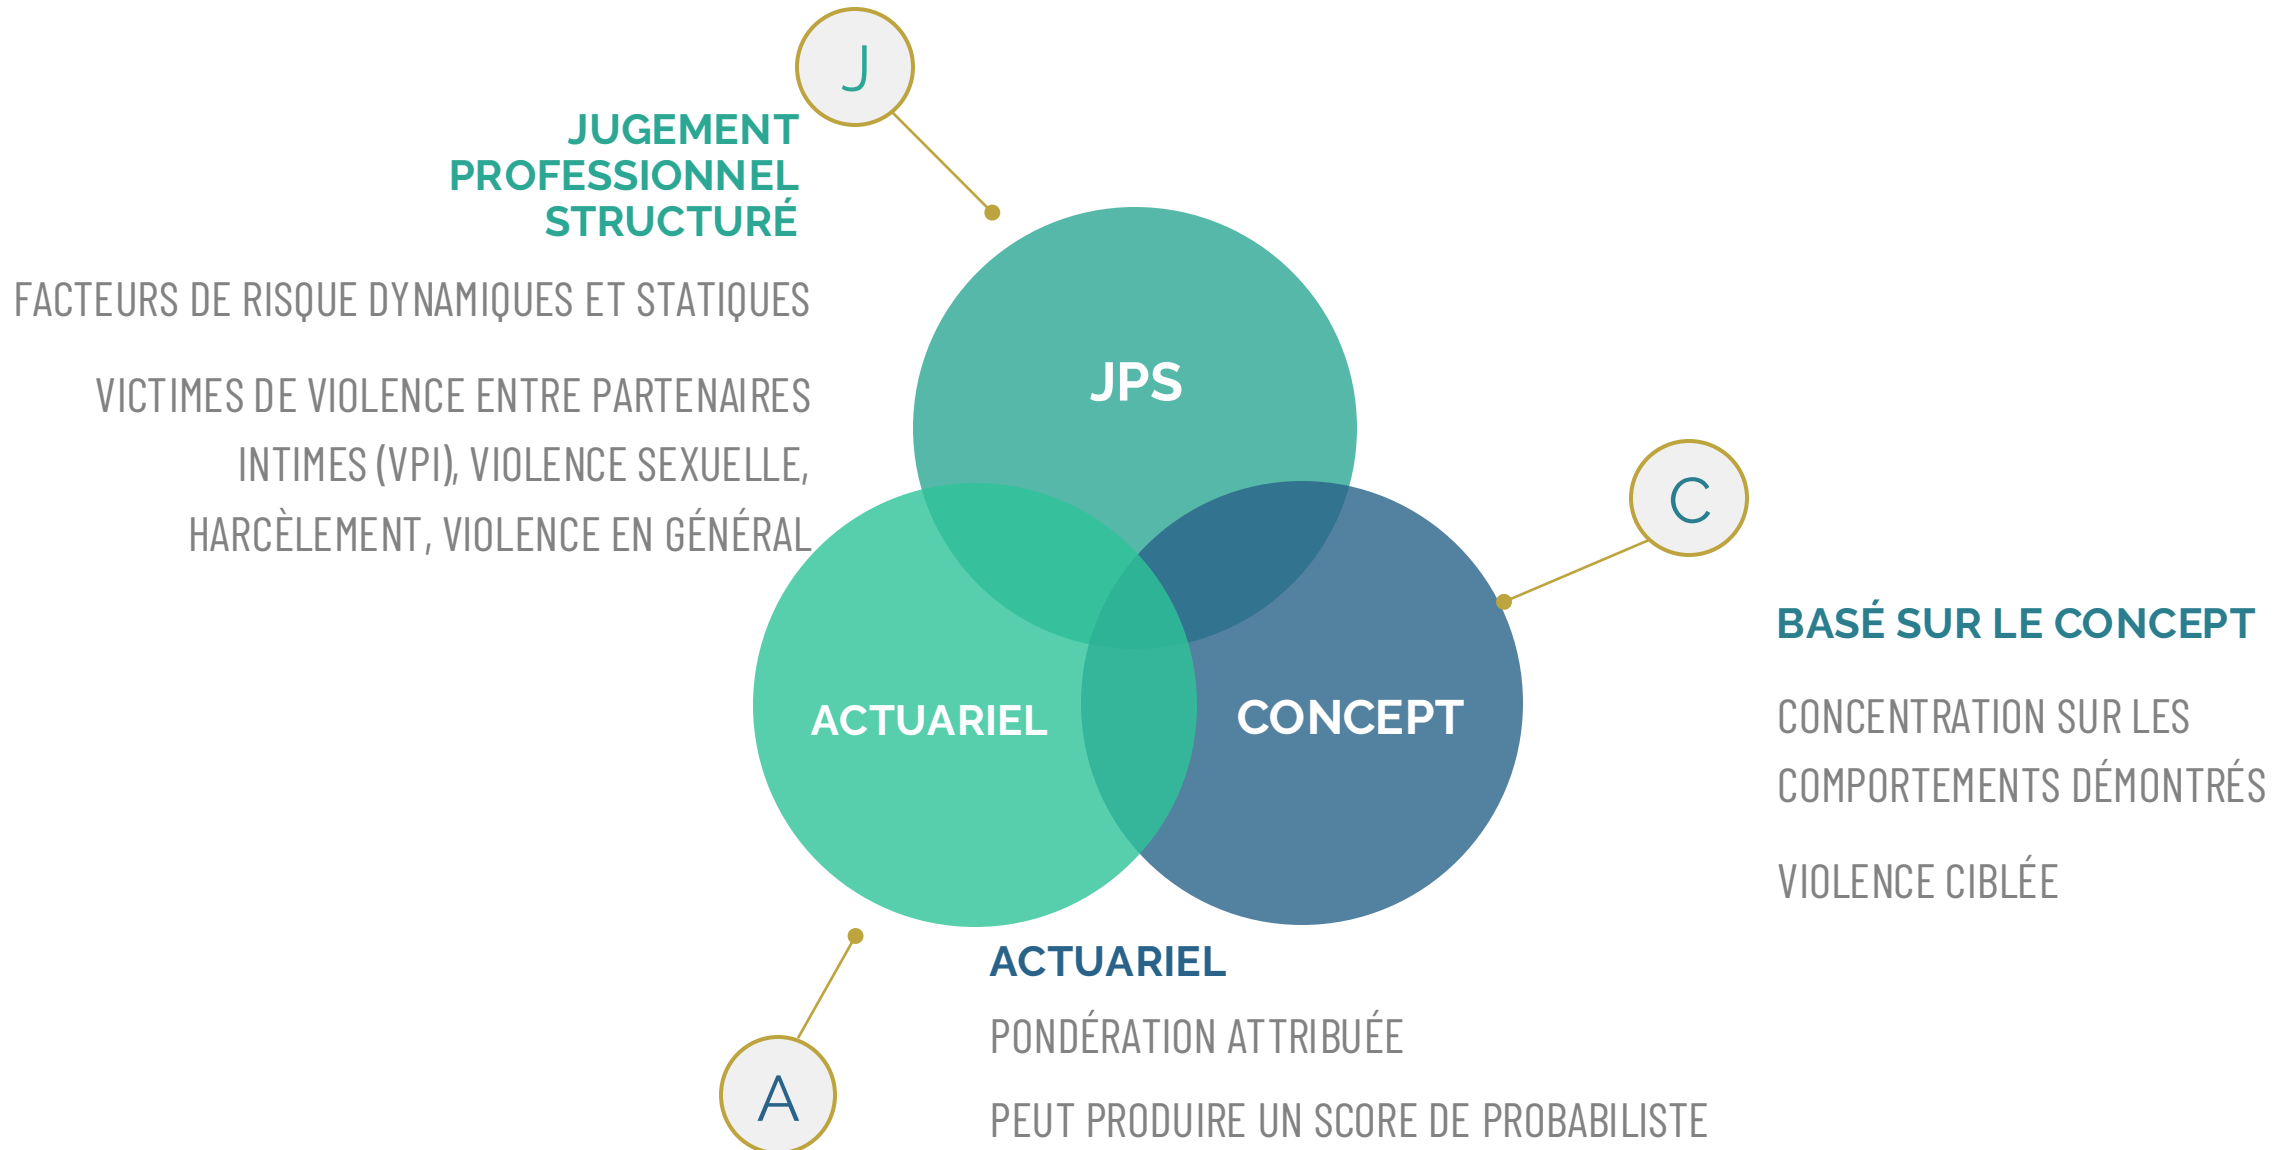 J
JUGEMENT
PROFESSIONNEL
STRUCTURÉ
FACTEURS DE RISQUE DYNAMIQUES ET STATIQUES
VICTIMES DE VIOLENCE ENTRE PARTENAIRES
INTIMES (VPI), VIOLENCE SEXUELLE,
HARCÈLEMENT, VIOLENCE EN GÉNÉRAL
JPS
ACTUARIEL
CONCEPT
C
BASÉ SUR LE CONCEPT
CONCENTRATION SUR LES
COMPORTEMENTS DÉMONTRÉS
VIOLENCE CIBLÉE
A
ACTUARIEL
PONDÉRATION ATTRIBUÉE
PEUT PRODUIRE UN SCORE DE PROBABILISTE